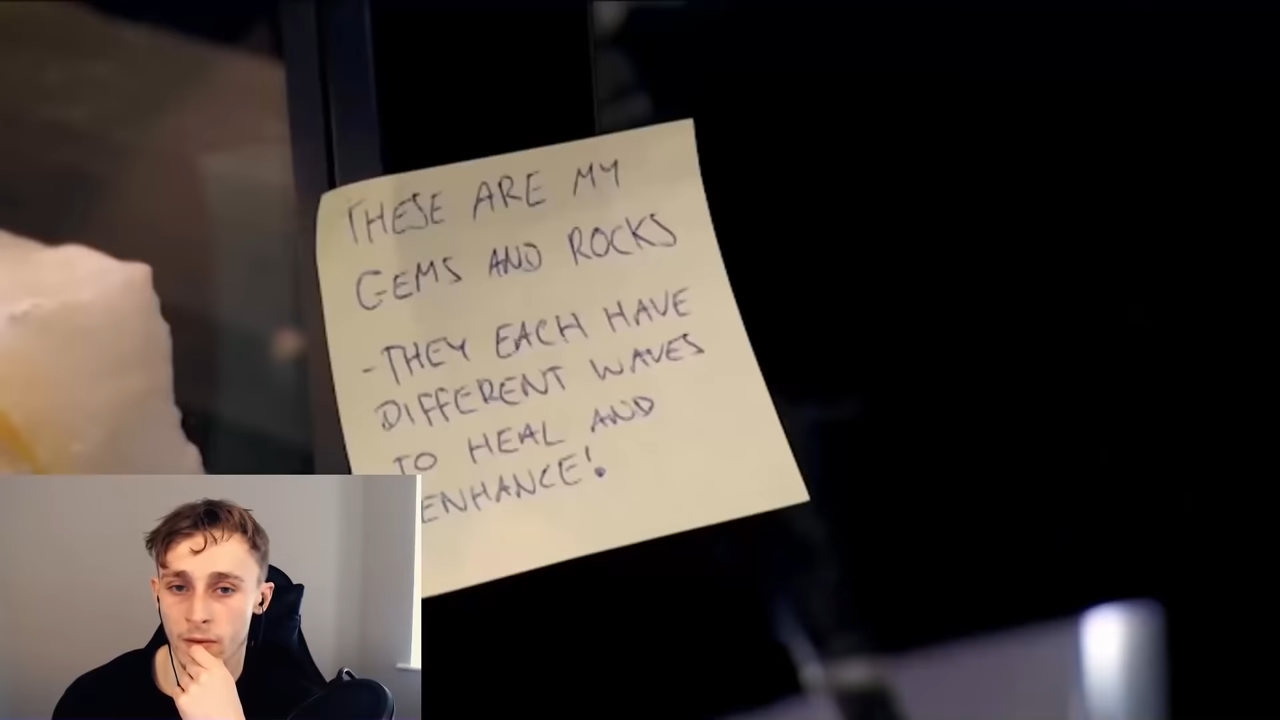 THESE ARE MY
GEMS AND ROCKS
-THEY EACH HAVE
DIFFERENT WAVES
TO HEAL AND
ENHANCE!